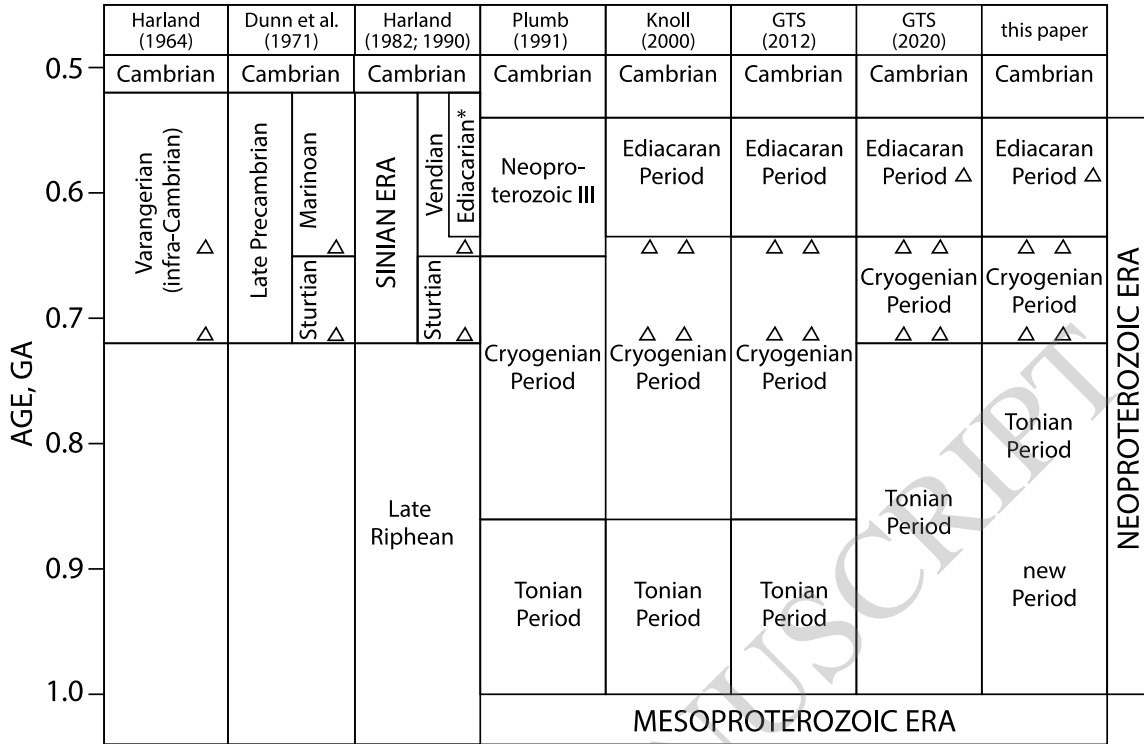 Harland
(1964)
Dunn et al.
(1971)
Harland
(1982; 1990)
Plumb
(1991)
Knoll
(2000)
GTS
(2012)
GTS
(2020)
this paper
Cambrian
Cambrian
Cambrian
Cambrian
Cambrian
Cambrian
Cambrian
Cambrian
AGE, GA
0.5
0.6
0.7
0.8
0.9
1.0
Varangerian
(infra-Cambrian)
Late Precambrian
Marinoan
Sturtian
SINIAN ERA
Vendian
Ediacarian*
Sturtian
Late
Riphean
Neopro-
terozoic III
Cryogenian
Period
Tonian
Period
Ediacaran
Period
Cryogenian
Period
Tonian
Period
Ediacaran
Period
Cryogenian
Period
Tonian
Period
Ediacaran
Period
Cryogenian
Period
Tonian
Period
Ediacaran
Period
Cryogenian
Period
Tonian
Period
new
Period
NEOPROTEROZOIC ERA
MESOPROTEROZOIC ERA